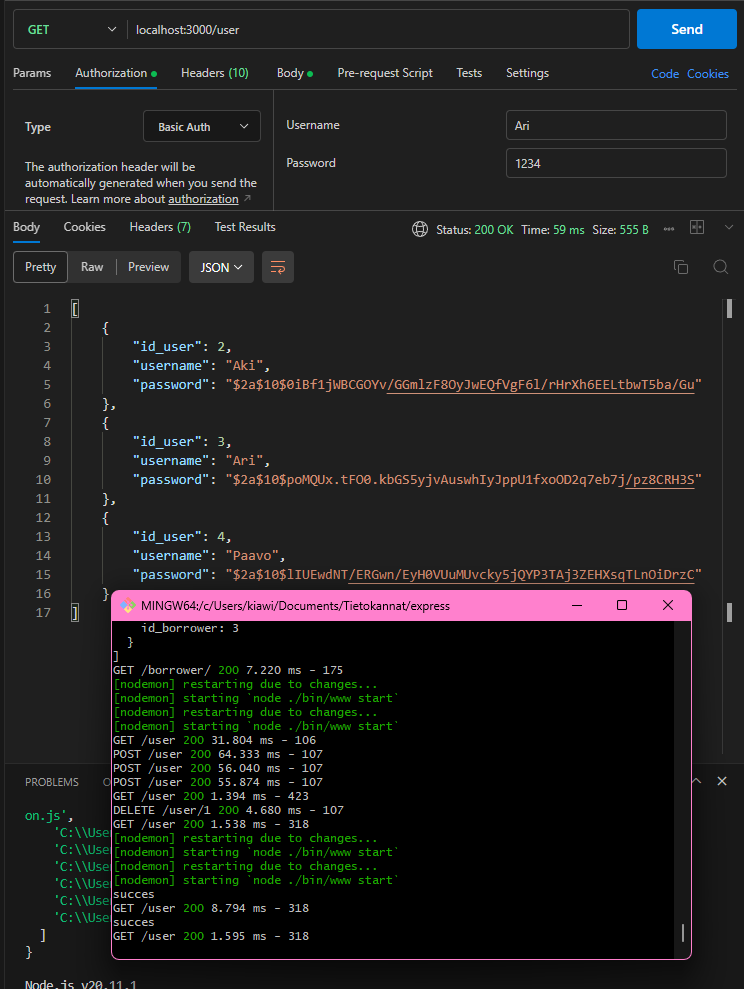 GET localhost:3000/user Send
Params Authorization Headers (10) Body Pre-request Script Tests Settings Code Cookies
Type Basic Auth
The authorization header will be
automatically generated when you send the
request. Learn more about authorization ↗
Username Ari
Password 1234
Body Cookies Headers (7) Test Results Status: 200 OK Time: 59 ms Size: 555 B
Pretty Raw Preview JSON
1 [
2 {
3 "id_user": 2,
4 "username": "Aki",
5 "password": "$2a$10$0iBf1jWBCGOYv/GGmlzF8OyJwEQfVgF6l/rHrXh6EELtbwT5ba/Gu"
6 },
7 {
8 "id_user": 3,
9 "username": "Ari",
10 "password": "$2a$10$poMQUx.tFO0.kbGS5yjvAuswhIyJppU1fxoOD2q7eb7j/pz8CRH3S"
11 },
12 {
13 "id_user": 4,
14 "username": "Paavo",
15 "password": "$2a$10$lIUEwdNT/ERGwn/EyH0VUuMUvcky5jQYP3TAj3ZEHXsqTLnOiDrzC"
16 }
17 ]
MINGW64:/c/Users/kiawi/Documents/Tietokannat/express
id_borrower: 3
}
]
GET /borrower/ 200 7.220 ms - 175
[nodemon] restarting due to changes...
[nodemon] starting `node ./bin/www start`
[nodemon] restarting due to changes...
[nodemon] starting `node ./bin/www start`
GET /user 200 31.804 ms - 106
POST /user 200 64.333 ms - 107
POST /user 200 56.040 ms - 107
POST /user 200 55.874 ms - 107
GET /user 200 1.394 ms - 423
DELETE /user/1 200 4.680 ms - 107
GET /user 200 1.538 ms - 318
[nodemon] restarting due to changes...
[nodemon] starting `node ./bin/www start`
[nodemon] restarting due to changes...
[nodemon] starting `node ./bin/www start`
succes
GET /user 200 8.794 ms - 318
succes
GET /user 200 1.595 ms - 318
PROBLEMS O
on.js',
'C:\\User
'C:\\User
'C:\\User
'C:\\User
'C:\\User
'C:\\User
]
}
Node.js v20.11.1